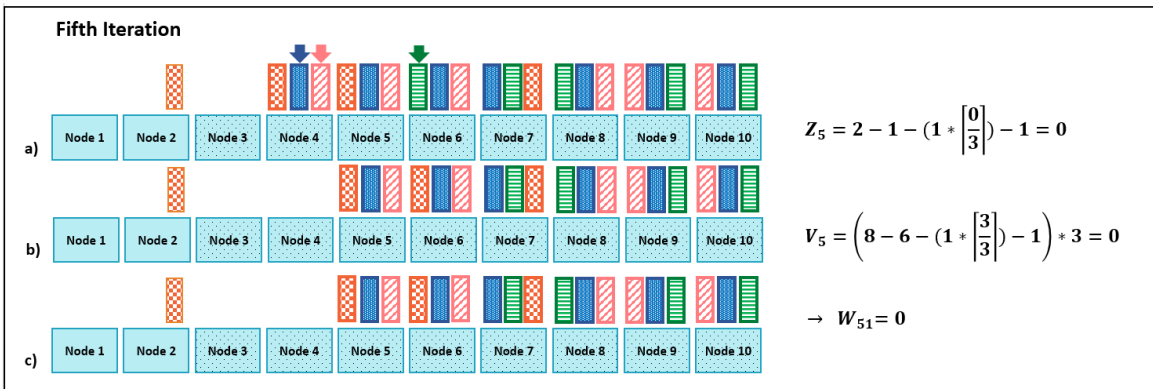 Fifth Iteration
a) Node 1 Node 2 Node 3 Node 4 Node 5 Node 6 Node 7 Node 8 Node 9 Node 10
Z₅ = 2 − 1 − (1 * ⌈0/3⌉) − 1 = 0
b) Node 1 Node 2 Node 3 Node 4 Node 5 Node 6 Node 7 Node 8 Node 9 Node 10
V₅ = (8 − 6 − (1 * ⌈3/3⌉) − 1) * 3 = 0
c) Node 1 Node 2 Node 3 Node 4 Node 5 Node 6 Node 7 Node 8 Node 9 Node 10
→ W₅₁= 0